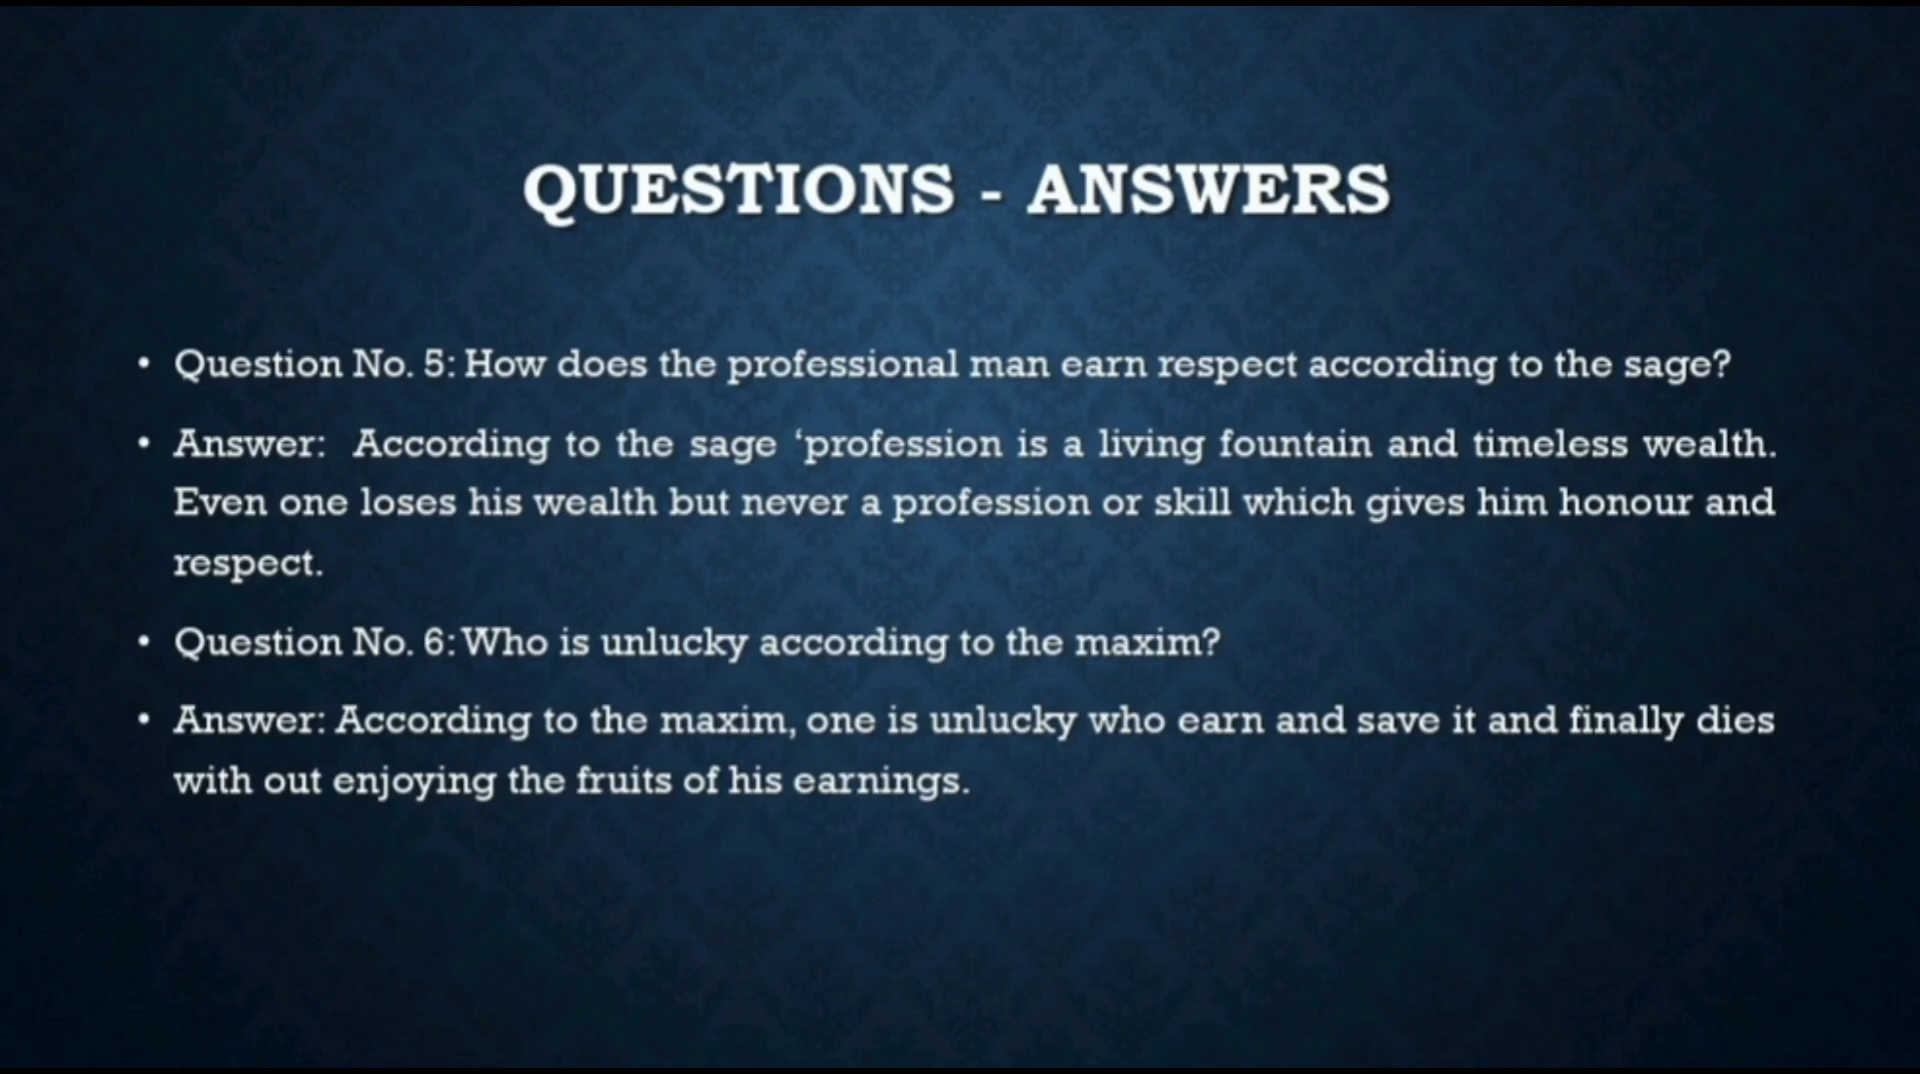 QUESTIONS - ANSWERS
• Question No. 5: How does the professional man earn respect according to the sage?
• Answer: According to the sage ‘profession is a living fountain and timeless wealth.
Even one loses his wealth but never a profession or skill which gives him honour and
respect.
• Question No. 6: Who is unlucky according to the maxim?
• Answer: According to the maxim, one is unlucky who earn and save it and finally dies
with out enjoying the fruits of his earnings.